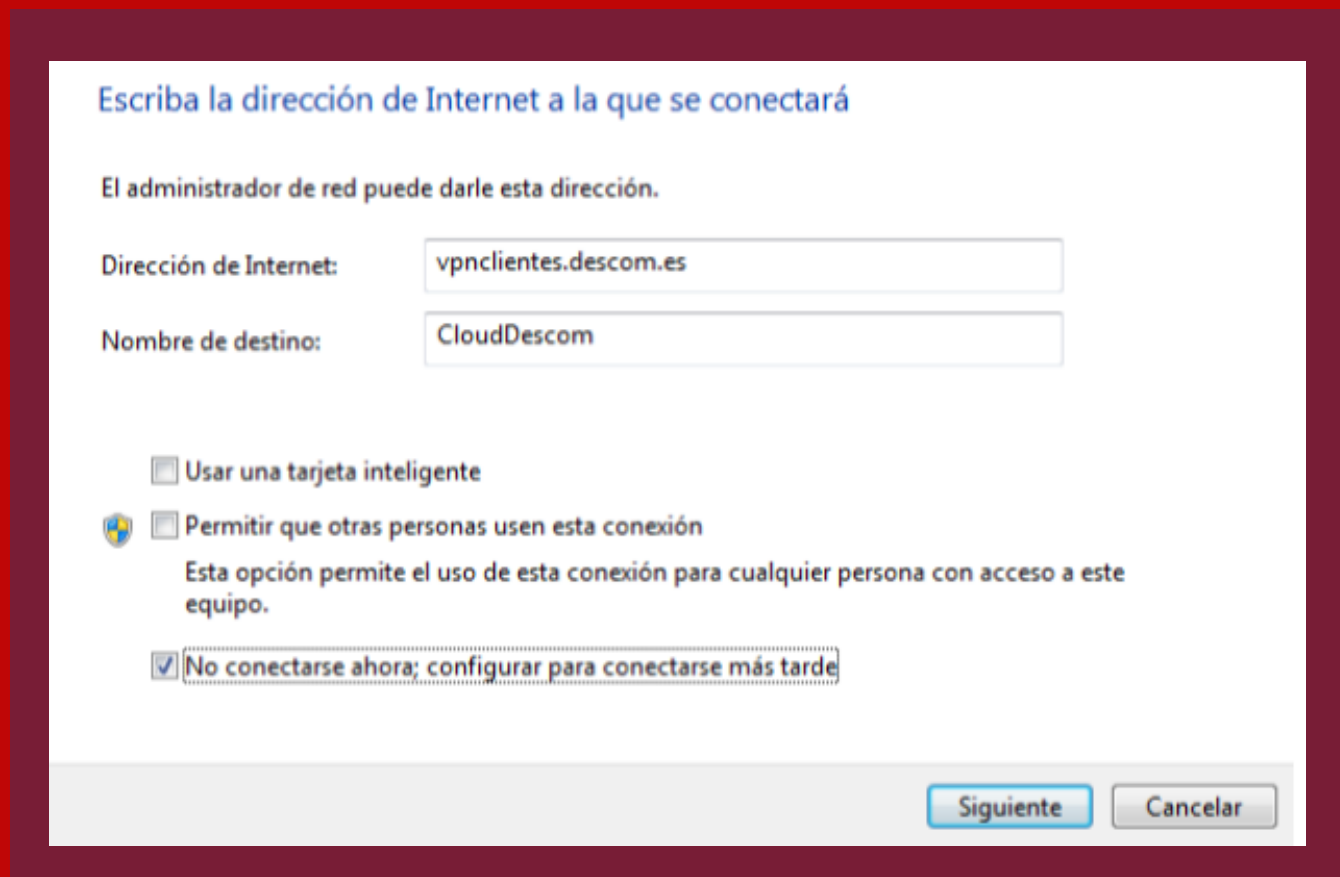 Escriba la dirección de Internet a la que se conectará
El administrador de red puede darle esta dirección.
Dirección de Internet: vpnclientes.descom.es
Nombre de destino: CloudDescom
Usar una tarjeta inteligente
Permitir que otras personas usen esta conexión
Esta opción permite el uso de esta conexión para cualquier persona con acceso a este
equipo.
No conectarse ahora; configurar para conectarse más tarde
Siguiente Cancelar